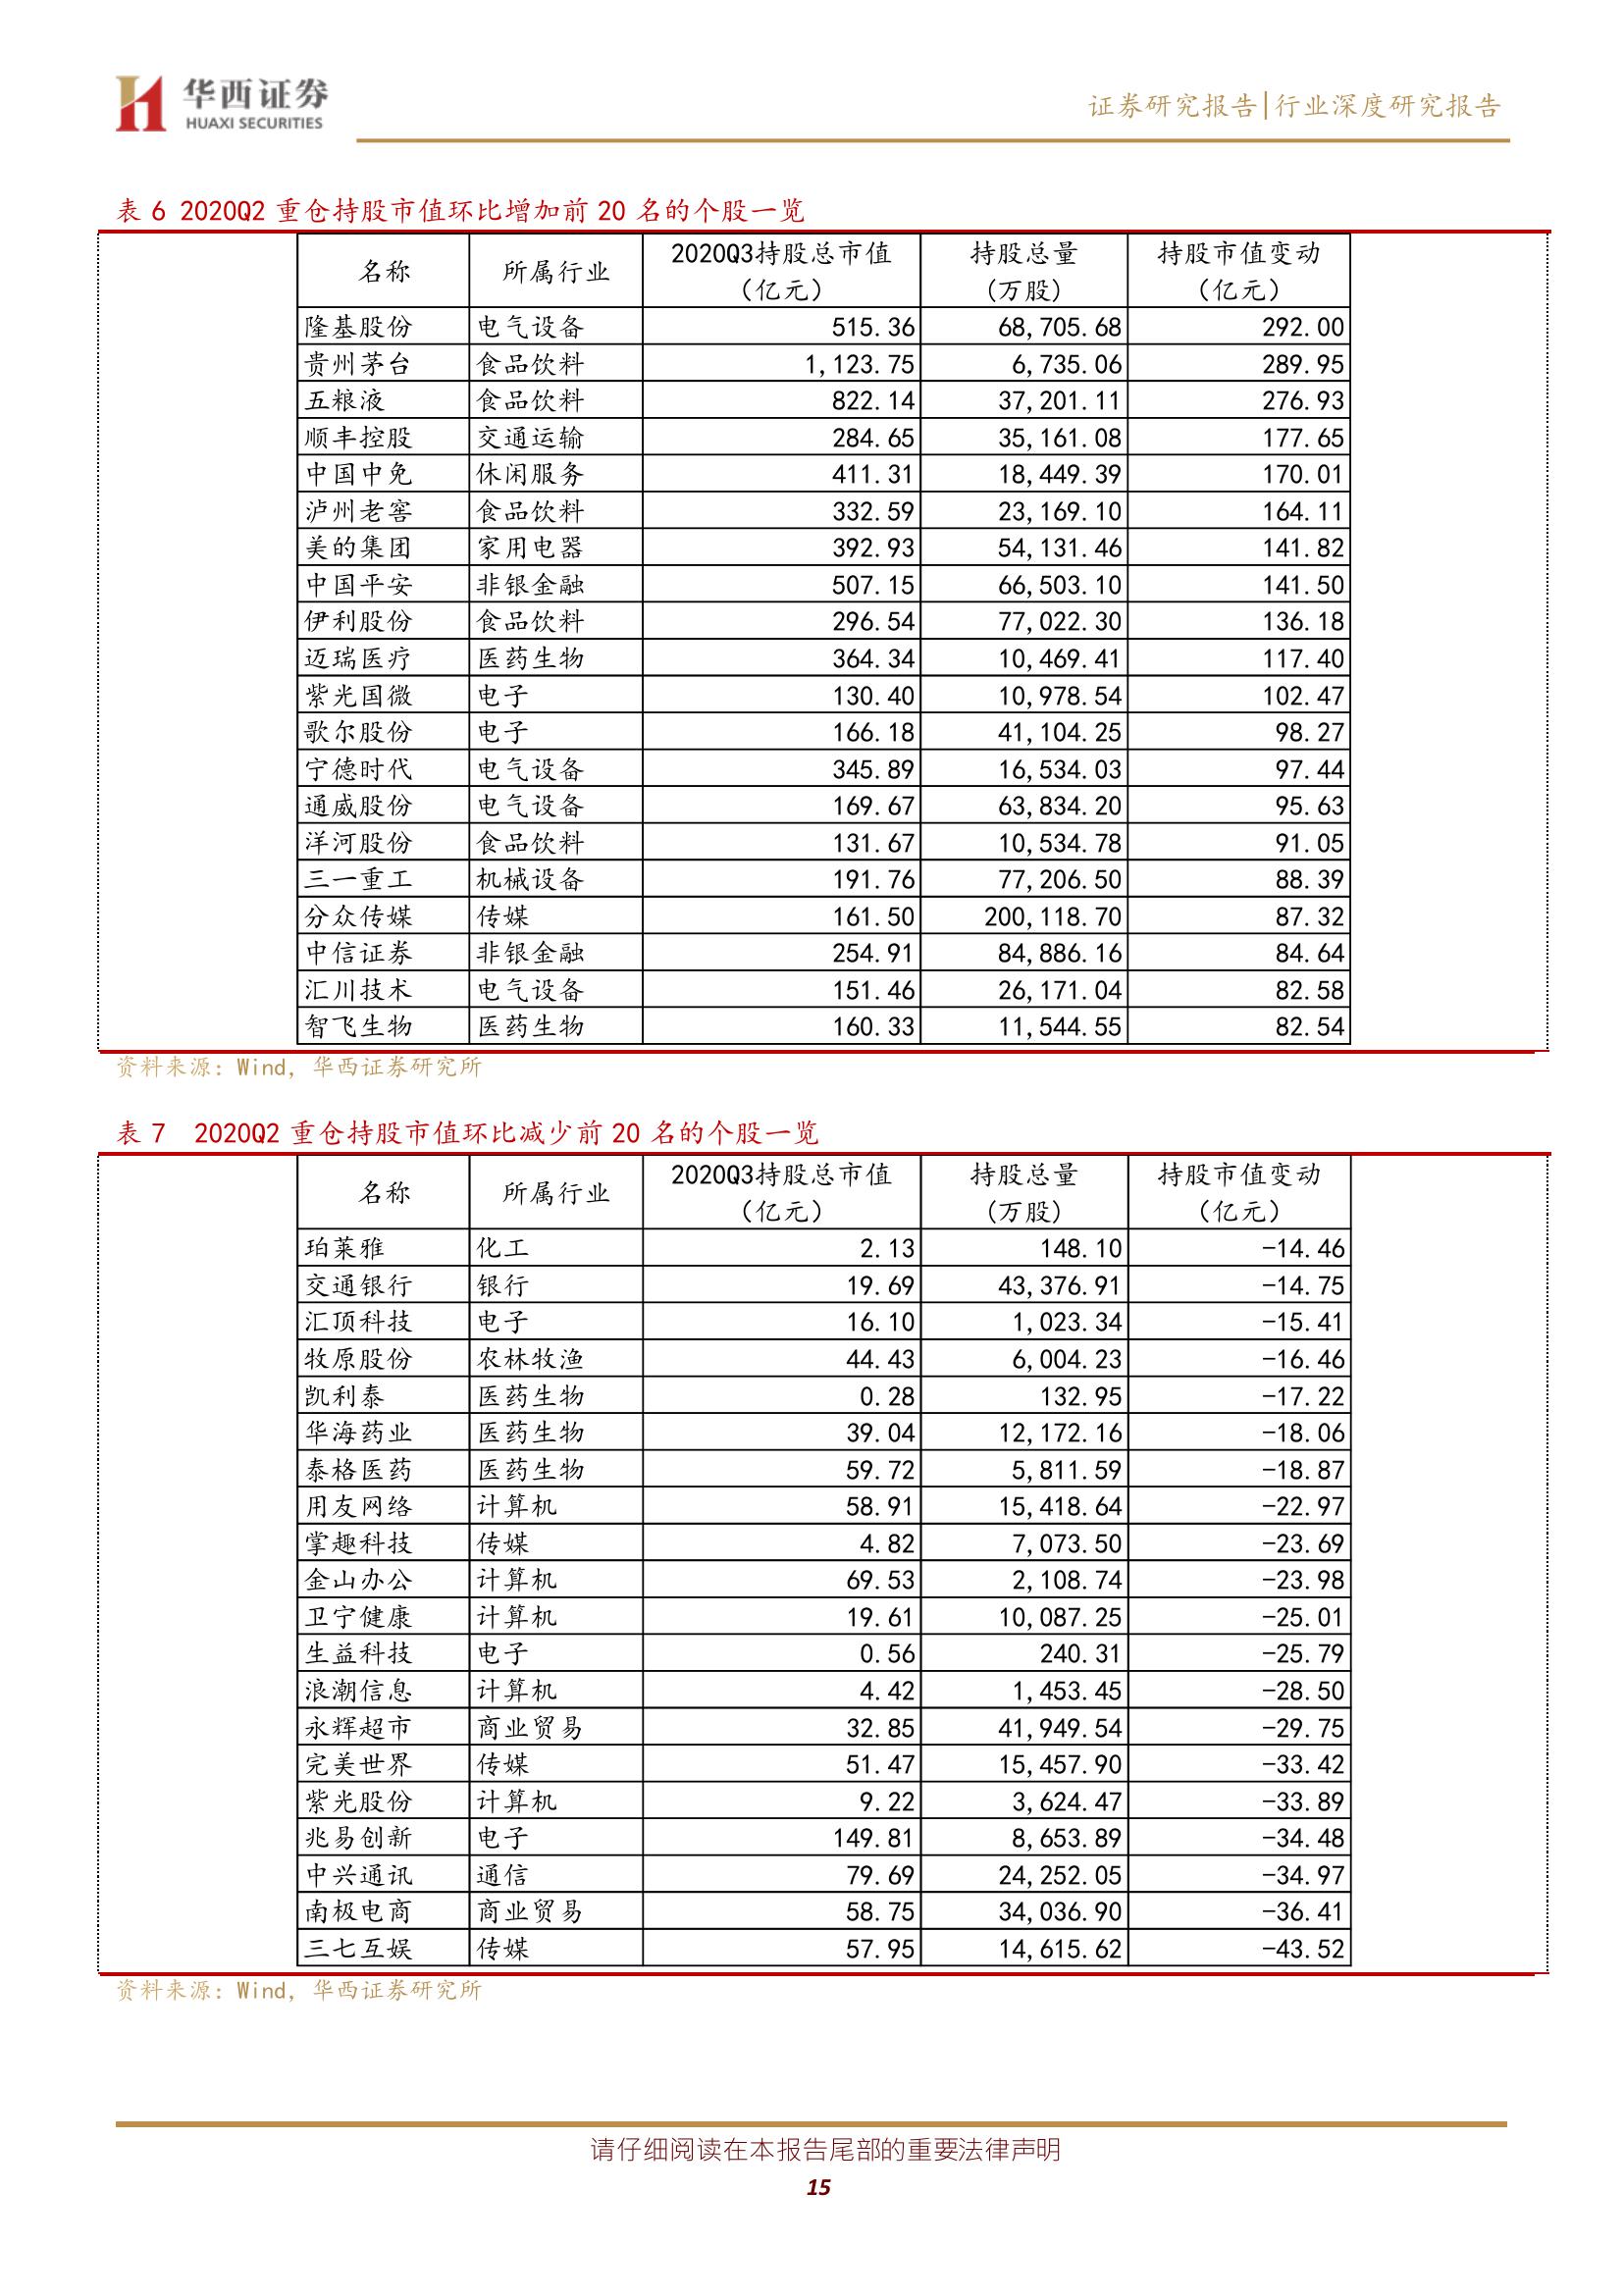 华西证券
HUAXI SECURITIES
证券研究报告|行业深度研究报告
表 6 2020Q2 重仓持股市值环比增加前 20 名的个股一览
名称 所属行业 2020Q3持股总市值（亿元） 持股总量（万股） 持股市值变动（亿元）
隆基股份 电气设备 515.36 68,705.68 292.00
贵州茅台 食品饮料 1,123.75 6,735.06 289.95
五粮液 食品饮料 822.14 37,201.11 276.93
顺丰控股 交通运输 284.65 35,161.08 177.65
中国中免 休闲服务 411.31 18,449.39 170.01
泸州老窖 食品饮料 332.59 23,169.10 164.11
美的集团 家用电器 392.93 54,131.46 141.82
中国平安 非银金融 507.15 66,503.10 141.50
伊利股份 食品饮料 296.54 77,022.30 136.18
迈瑞医疗 医药生物 364.34 10,469.41 117.40
紫光国微 电子 130.40 10,978.54 102.47
歌尔股份 电子 166.18 41,104.25 98.27
宁德时代 电气设备 345.89 16,534.03 97.44
通威股份 电气设备 169.67 63,834.20 95.63
洋河股份 食品饮料 131.67 10,534.78 91.05
三一重工 机械设备 191.76 77,206.50 88.39
分众传媒 传媒 161.50 200,118.70 87.32
中信证券 非银金融 254.91 84,886.16 84.64
汇川技术 电气设备 151.46 26,171.04 82.58
智飞生物 医药生物 160.33 11,544.55 82.54
资料来源：Wind，华西证券研究所
表 7 2020Q2 重仓持股市值环比减少前 20 名的个股一览
名称 所属行业 2020Q3持股总市值（亿元） 持股总量（万股） 持股市值变动（亿元）
珀莱雅 化工 2.13 148.10 -14.46
交通银行 银行 19.69 43,376.91 -14.75
汇顶科技 电子 16.10 1,023.34 -15.41
牧原股份 农林牧渔 44.43 6,004.23 -16.46
凯利泰 医药生物 0.28 132.95 -17.22
华海药业 医药生物 39.04 12,172.16 -18.06
泰格医药 医药生物 59.72 5,811.59 -18.87
用友网络 计算机 58.91 15,418.64 -22.97
掌趣科技 传媒 4.82 7,073.50 -23.69
金山办公 计算机 69.53 2,108.74 -23.98
卫宁健康 计算机 19.61 10,087.25 -25.01
生益科技 电子 0.56 240.31 -25.79
浪潮信息 计算机 4.42 1,453.45 -28.50
永辉超市 商业贸易 32.85 41,949.54 -29.75
完美世界 传媒 51.47 15,457.90 -33.42
紫光股份 计算机 9.22 3,624.47 -33.89
兆易创新 电子 149.81 8,653.89 -34.48
中兴通讯 通信 79.69 24,252.05 -34.97
南极电商 商业贸易 58.75 34,036.90 -36.41
三七互娱 传媒 57.95 14,615.62 -43.52
资料来源：Wind，华西证券研究所
请仔细阅读在本报告尾部的重要法律声明
15